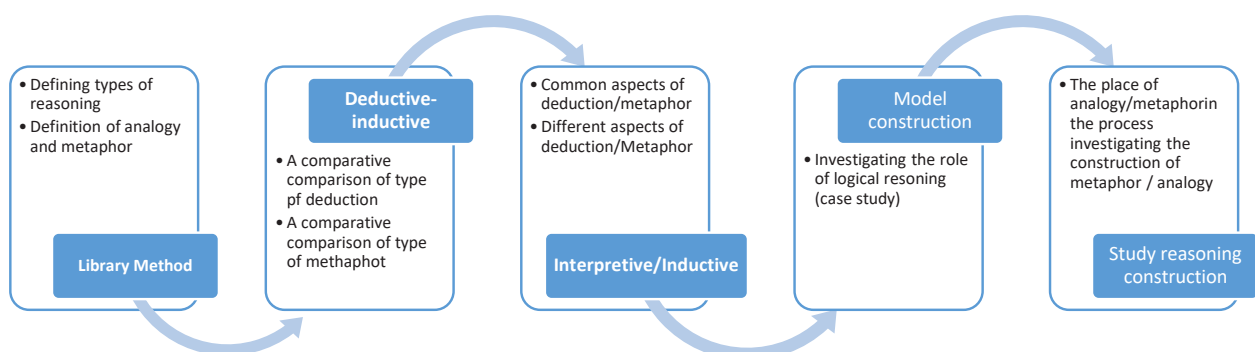 • Defining types of
reasoning
• Definition of analogy
and metaphor
Library Method
Deductive-
inductive
• A comparative
comparison of type
pf deduction
• A comparative
comparison of type
of methaphot
• Common aspects of
deduction/metaphor
• Different aspects of
deduction/Metaphor
Interpretive/Inductive
Model
construction
• Investigating the role
of logical resoning
(case study)
• The place of
analogy/metaphorin
the process
investigating the
construction of
metaphor / analogy
Study reasoning
construction